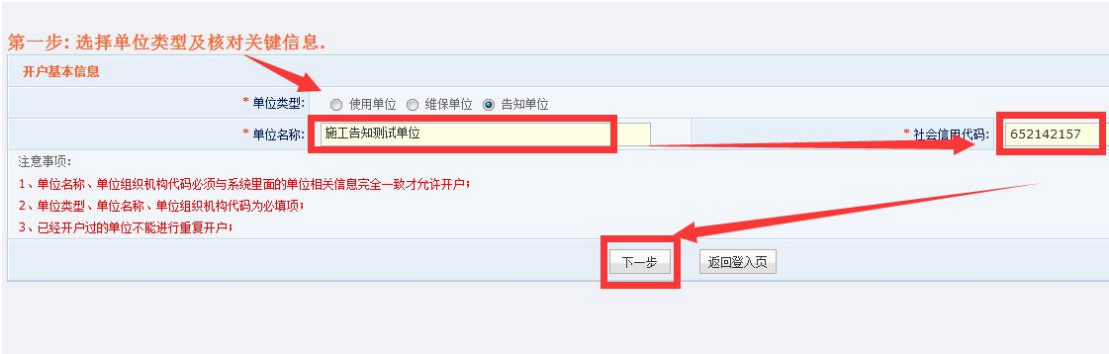 第一步: 选择单位类型及核对关键信息.
开户基本信息
* 单位类型: 使用单位 维保单位 告知单位
* 单位名称: 施工告知测试单位 * 社会信用代码: 652142157
注意事项:
1、单位名称、单位组织机构代码必须与系统里面的单位相关信息完全一致才允许开户;
2、单位类型、单位名称、单位组织机构代码为必填项;
3、已经开户过的单位不能进行重复开户;
下一步 返回登入页